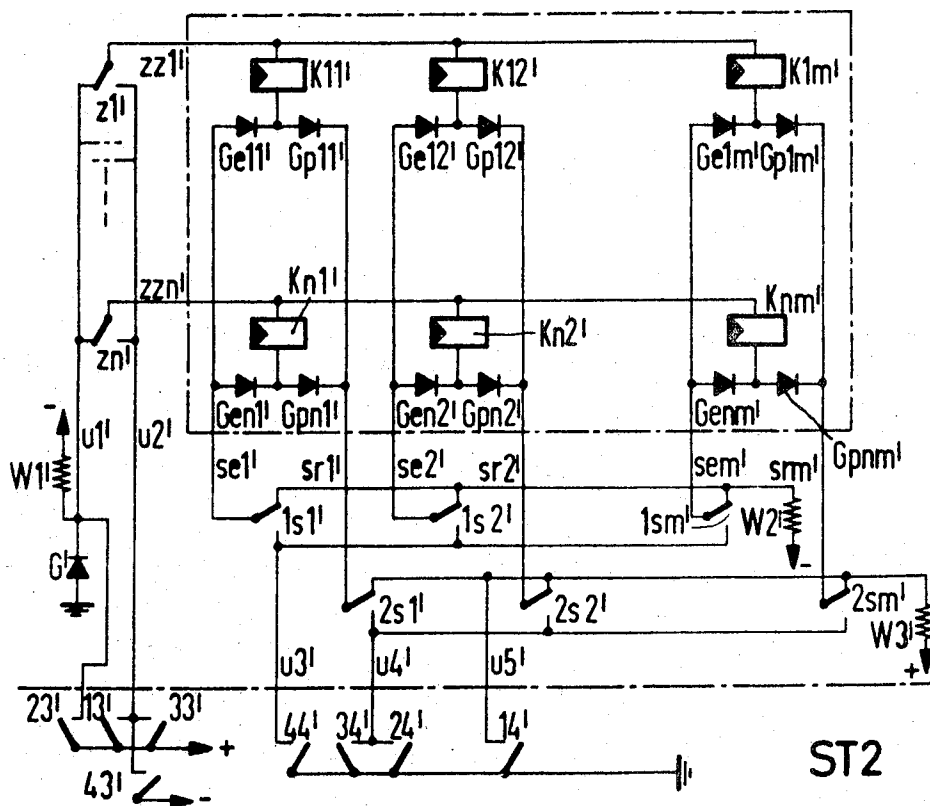 zz1' K11' K12' K1m'
z1'
Ge11' Gp11' Ge12' Gp12' Ge1m' Gp1m'
zzn' Kn1' Kn2' Knm'
zn'
Gen1' Gpn1' Gen2' Gpn2' Genm' Gpnm'
- u1' u2' se1' sr1' se2' sr2' sem' srm'
W1'
1s1' 1s2' 1sm' W2'
G' -
2s1' 2s2' 2sm' W3'
u3' u4' u5' +
23' 13' 33' 44' 34' 24' 14'
+
43' - ST2